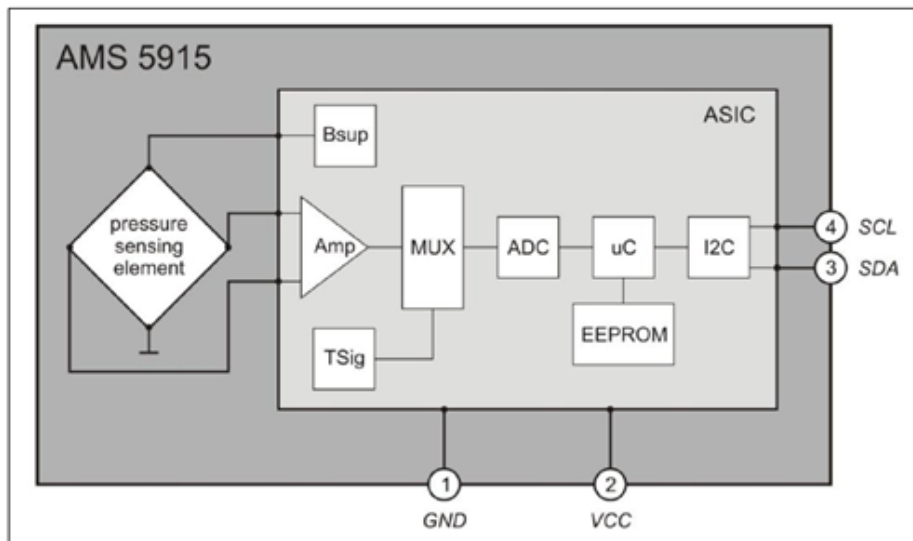 AMS 5915
ASIC
Bsup
pressure
sensing
element
Amp
MUX
ADC
uC
I2C
4 SCL
3 SDA
EEPROM
TSig
1
GND
2
VCC